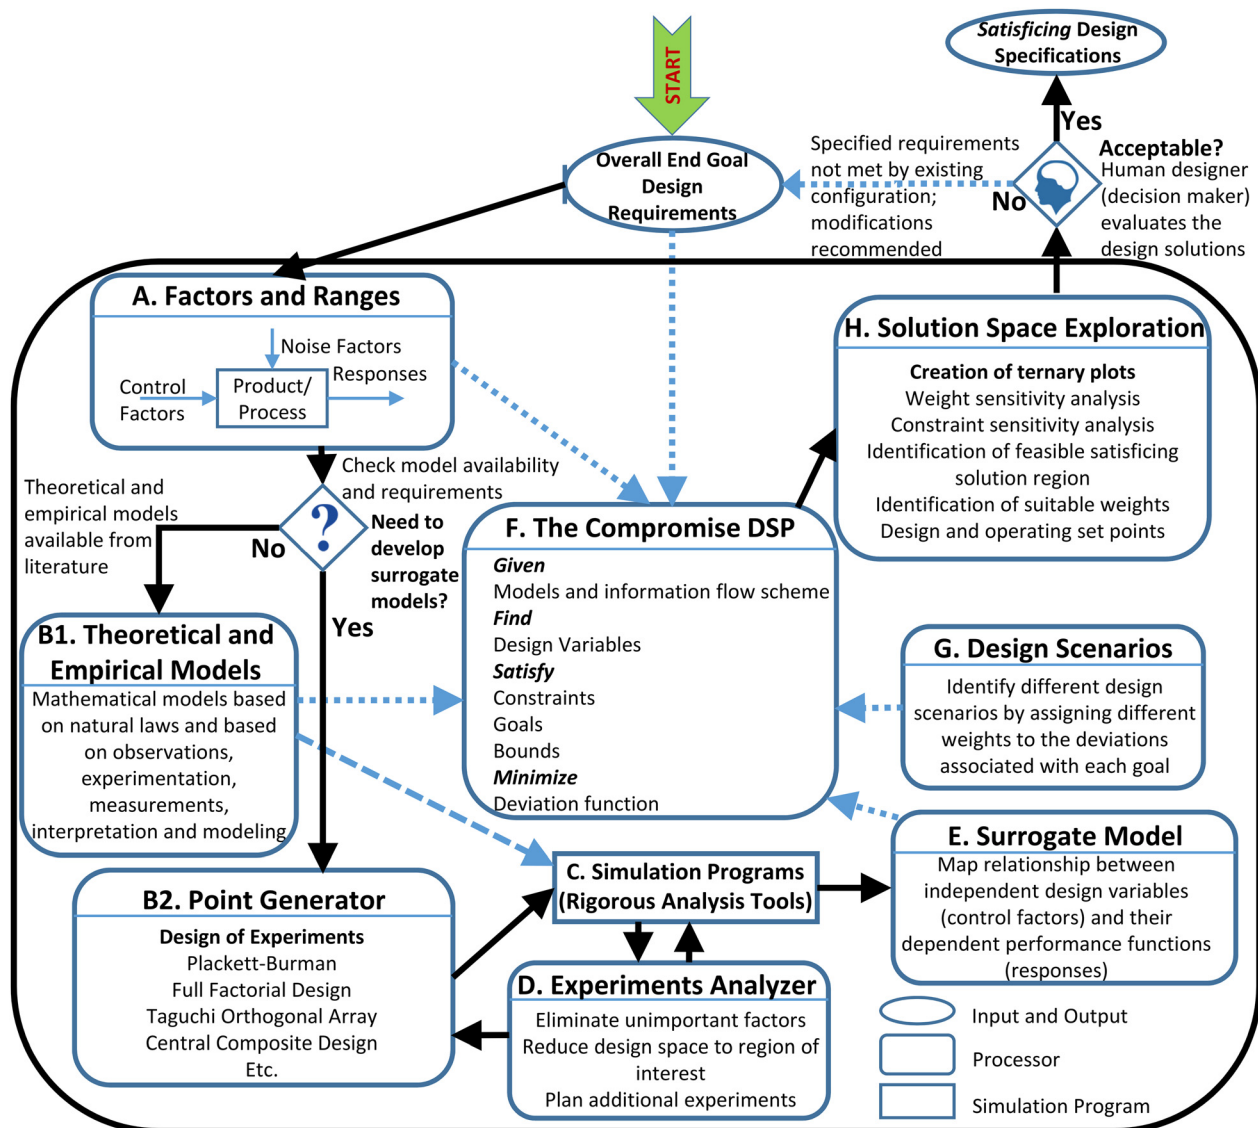 START
Overall End Goal
Design
Requirements
Satisficing Design
Specifications
Yes
Acceptable?
Human designer
(decision maker)
evaluates the
design solutions
No
Specified requirements
not met by existing
configuration;
modifications
recommended
A. Factors and Ranges
Noise Factors
Responses
Control
Factors
Product/
Process
Check model availability
and requirements
Need to
develop
surrogate
models?
?
No
Yes
Theoretical and
empirical models
available from
literature
B1. Theoretical and
Empirical Models
Mathematical models based
on natural laws and based
on observations,
experimentation,
measurements,
interpretation and modeling
B2. Point Generator
Design of Experiments
Plackett-Burman
Full Factorial Design
Taguchi Orthogonal Array
Central Composite Design
Etc.
C. Simulation Programs
(Rigorous Analysis Tools)
D. Experiments Analyzer
Eliminate unimportant factors
Reduce design space to region of
interest
Plan additional experiments
E. Surrogate Model
Map relationship between
independent design variables
(control factors) and their
dependent performance functions
(responses)
F. The Compromise DSP
Given
Models and information flow scheme
Find
Design Variables
Satisfy
Constraints
Goals
Bounds
Minimize
Deviation function
G. Design Scenarios
Identify different design
scenarios by assigning different
weights to the deviations
associated with each goal
H. Solution Space Exploration
Creation of ternary plots
Weight sensitivity analysis
Constraint sensitivity analysis
Identification of feasible satisficing
solution region
Identification of suitable weights
Design and operating set points
Input and Output
Processor
Simulation Program